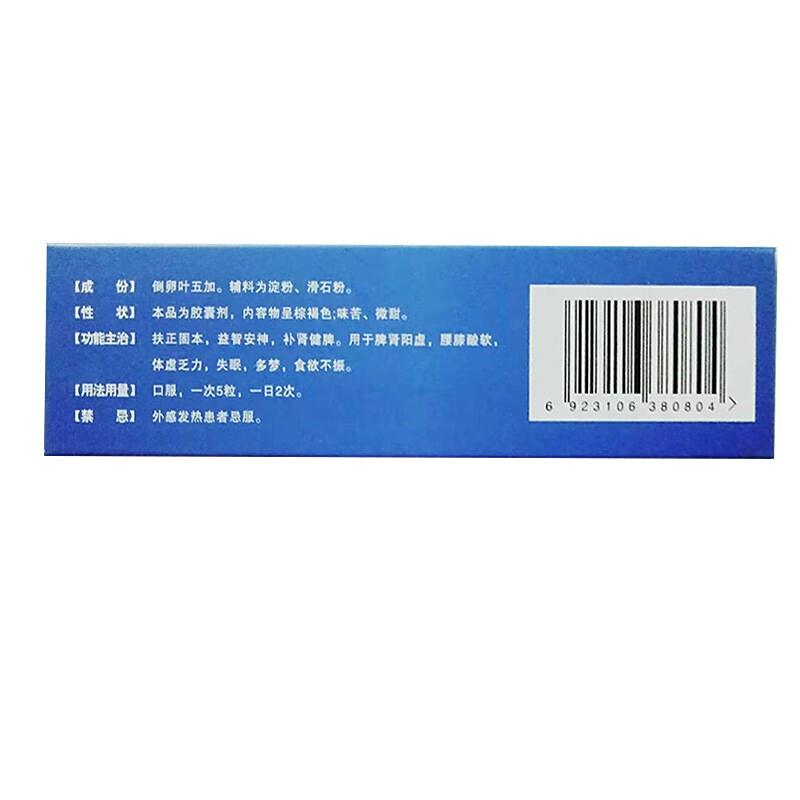 【成 份】 倒卵叶五加。辅料为淀粉、滑石粉。
【性 状】 本品为胶囊剂，内容物呈棕褐色;味苦、微甜。
【功能主治】 扶正固本，益智安神，补肾健脾。用于脾肾阳虚，腰膝酸软，
体虚乏力，失眠，多梦，食欲不振。
【用法用量】 口服，一次5粒，一日2次。
【禁 忌】 外感发热患者忌服。
6 923106 380804 >